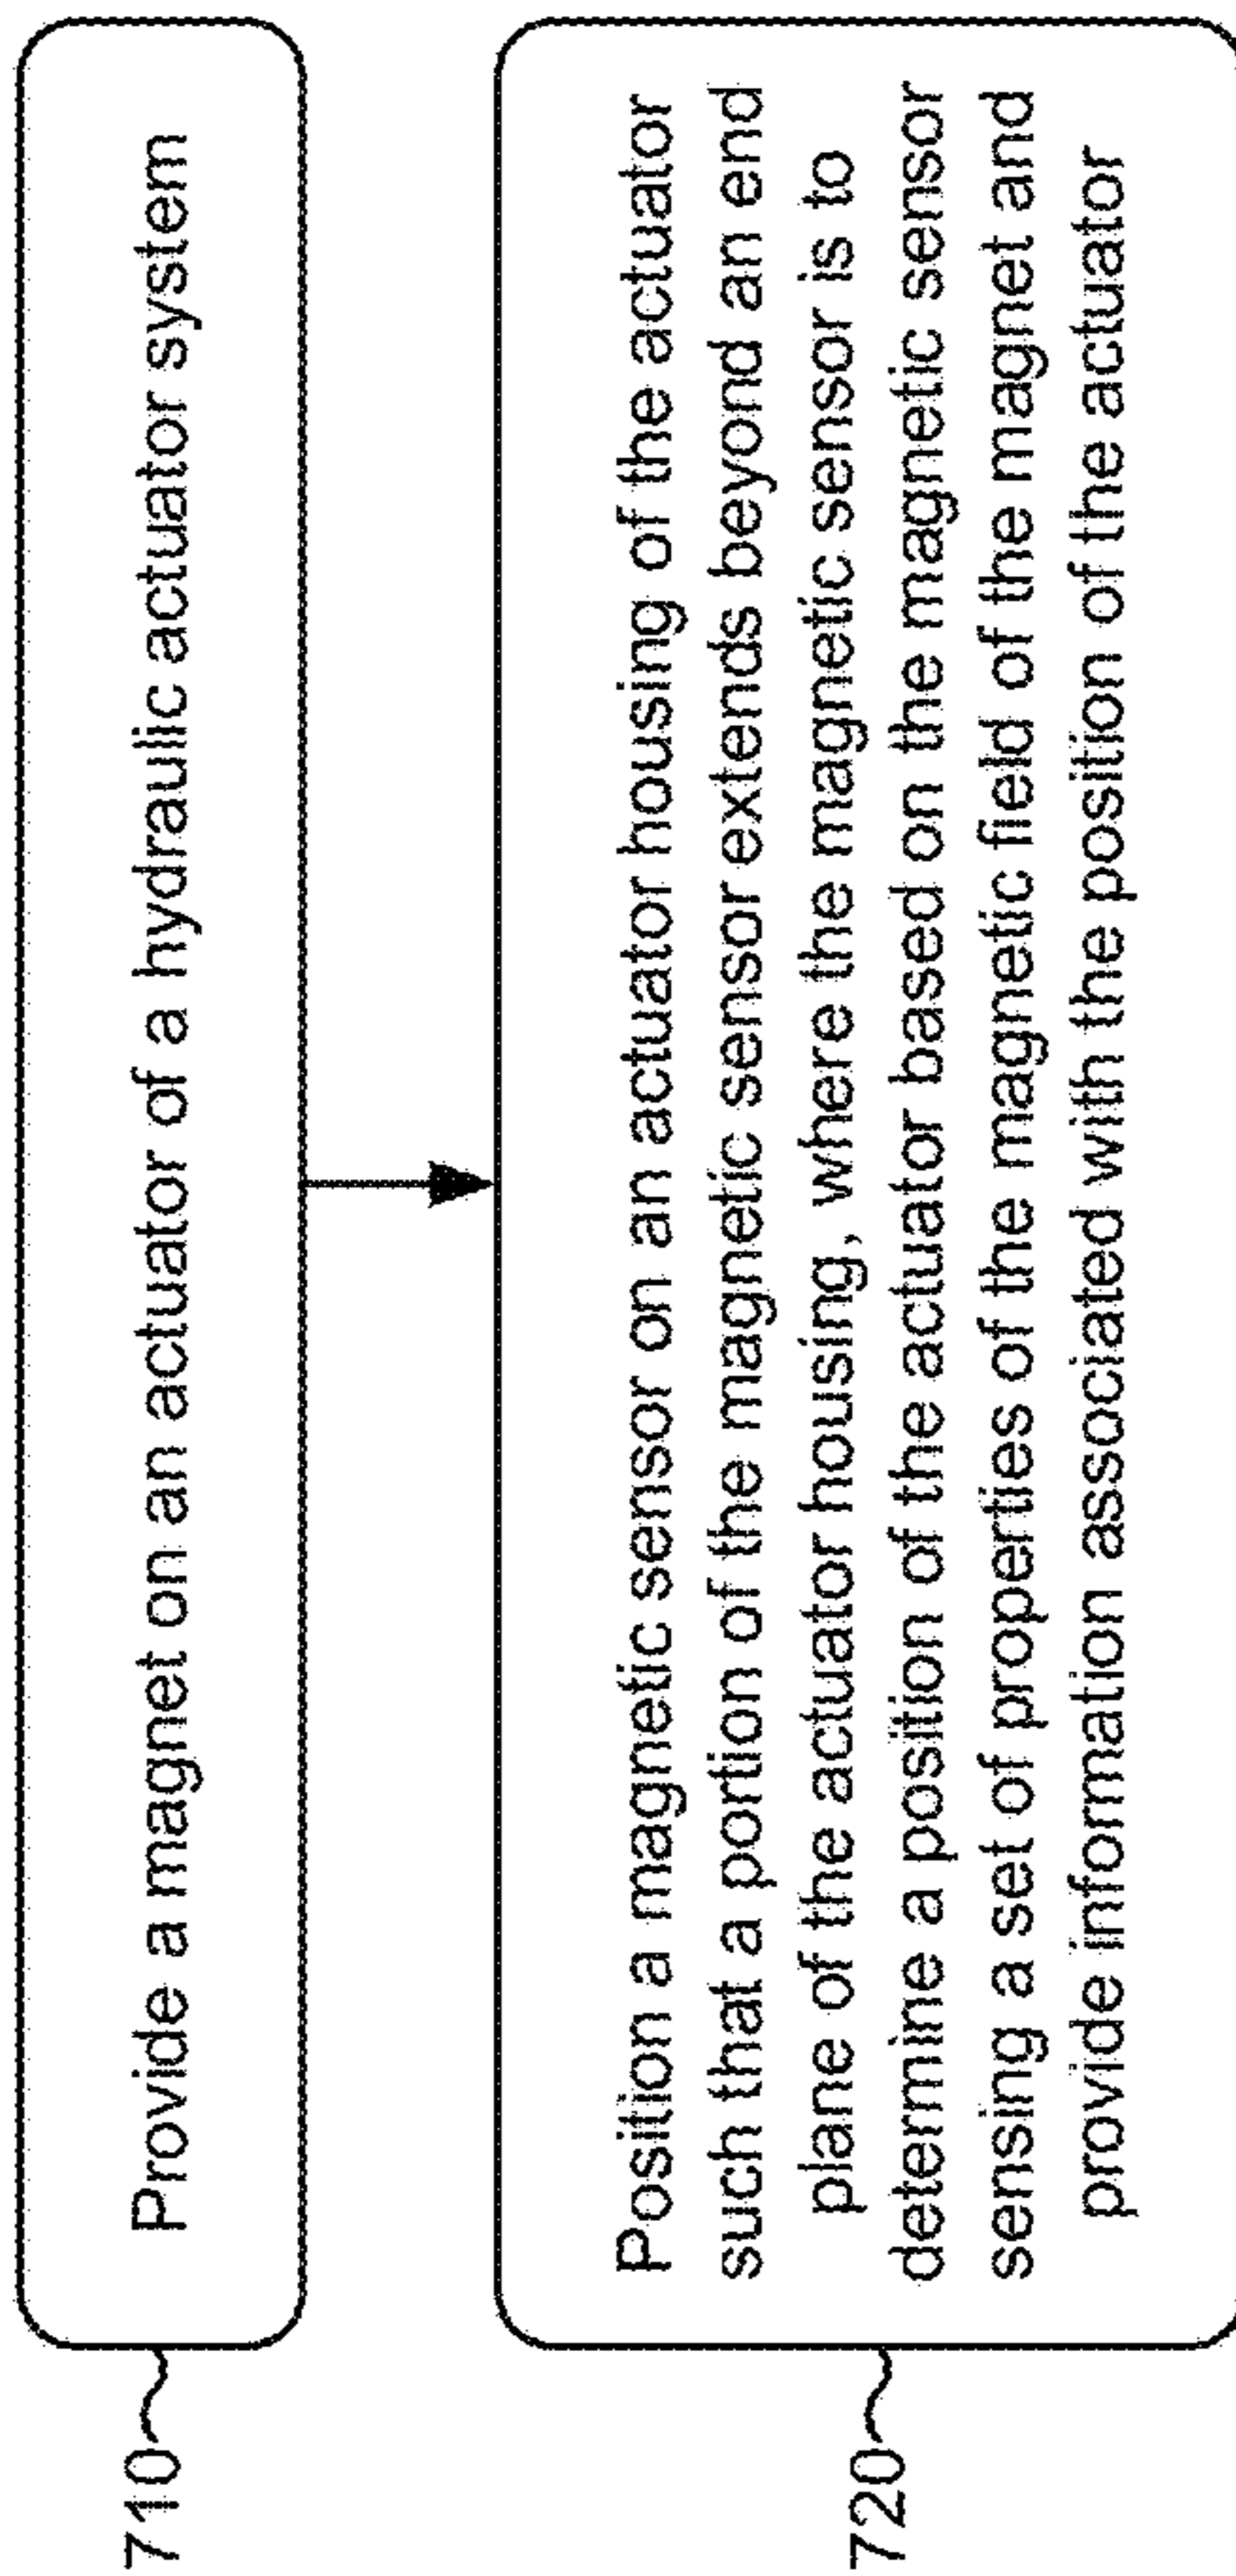 710
Provide a magnet on an actuator of a hydraulic actuator system
720
Position a magnetic sensor on an actuator housing of the actuator
such that a portion of the magnetic sensor extends beyond an end
plane of the actuator housing, where the magnetic sensor is to
determine a position of the actuator based on the magnetic sensor
sensing a set of properties of the magnetic field of the magnet and
provide information associated with the position of the actuator